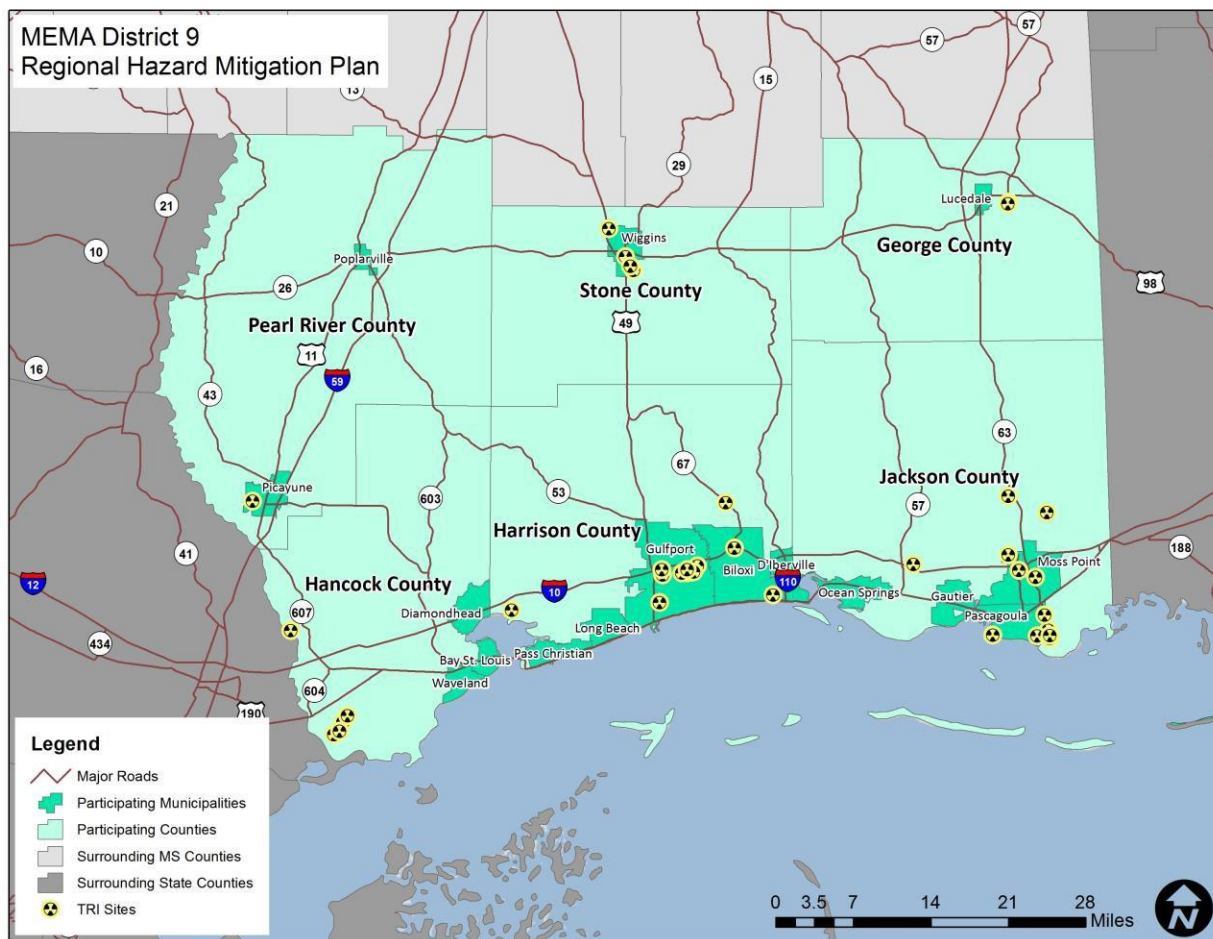 MEMA District 9
Regional Hazard Mitigation Plan
57
57
13
15
29
21
Lucedale
Wiggins
George County
10
Poplarville
26
98
Stone County
Pearl River County
49
11
16
59
43
63
67
Jackson County
Picayune
603
53
57
Harrison County
41
Gulfport
188
12
Hancock County
Biloxi
D'Iberville
Moss Point
110
10
Ocean Springs
Gautier
607
Diamondhead
Pascagoula
Long Beach
434
Pass Christian
Bay St. Louis
Waveland
604
190
Legend
Major Roads
Participating Municipalities
Participating Counties
Surrounding MS Counties
Surrounding State Counties
TRI Sites
0 3.5 7 14 21 28
Miles
N